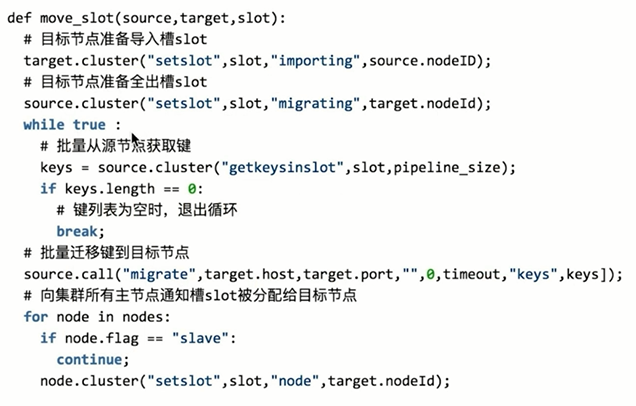 def move_slot(source,target,slot):
# 目标节点准备导入槽slot
target.cluster("setslot",slot,"importing",source.nodeID);
# 目标节点准备全出槽slot
source.cluster("setslot",slot,"migrating",target.nodeId);
while true :
# 批量从源节点获取键
keys = source.cluster("getkeysinslot",slot,pipeline_size);
if keys.length == 0:
# 键列表为空时，退出循环
break;
# 批量迁移键到目标节点
source.call("migrate",target.host,target.port,"",0,timeout,"keys",keys]);
# 向集群所有主节点通知槽slot被分配给目标节点
for node in nodes:
if node.flag == "slave":
continue;
node.cluster("setslot",slot,"node",target.nodeId);